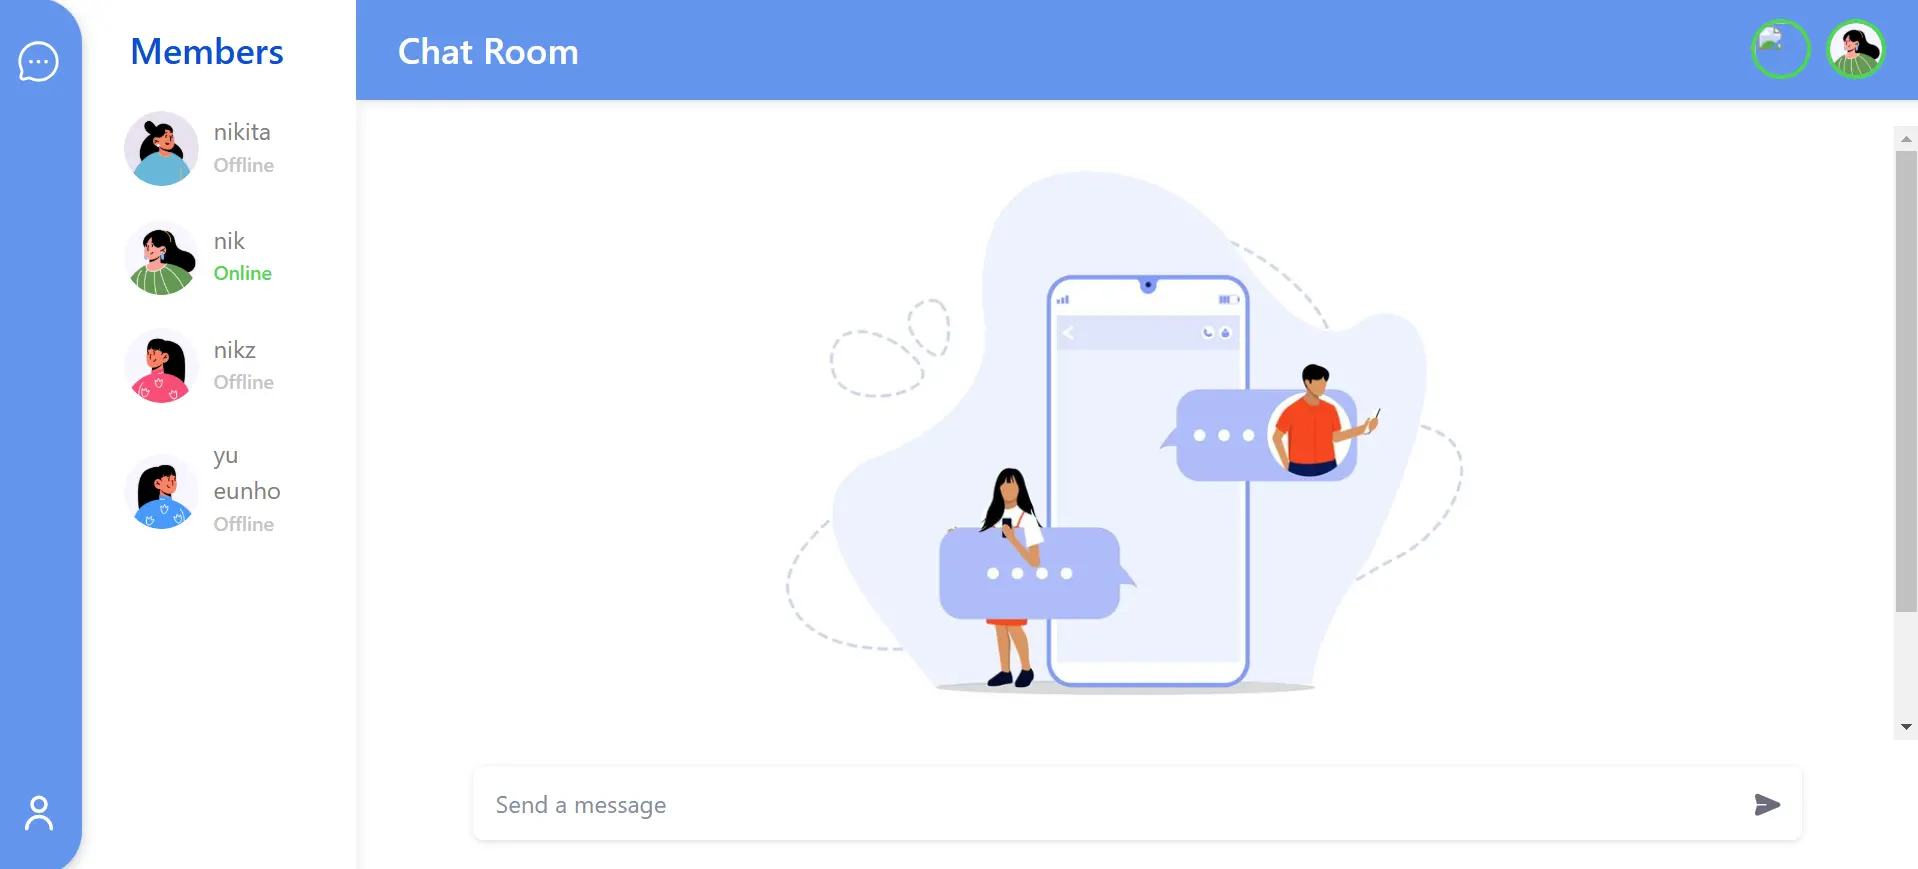 Members
nikita
Offline
nik
Online
nikz
Offline
yu
eunho
Offline
Chat Room
Send a message